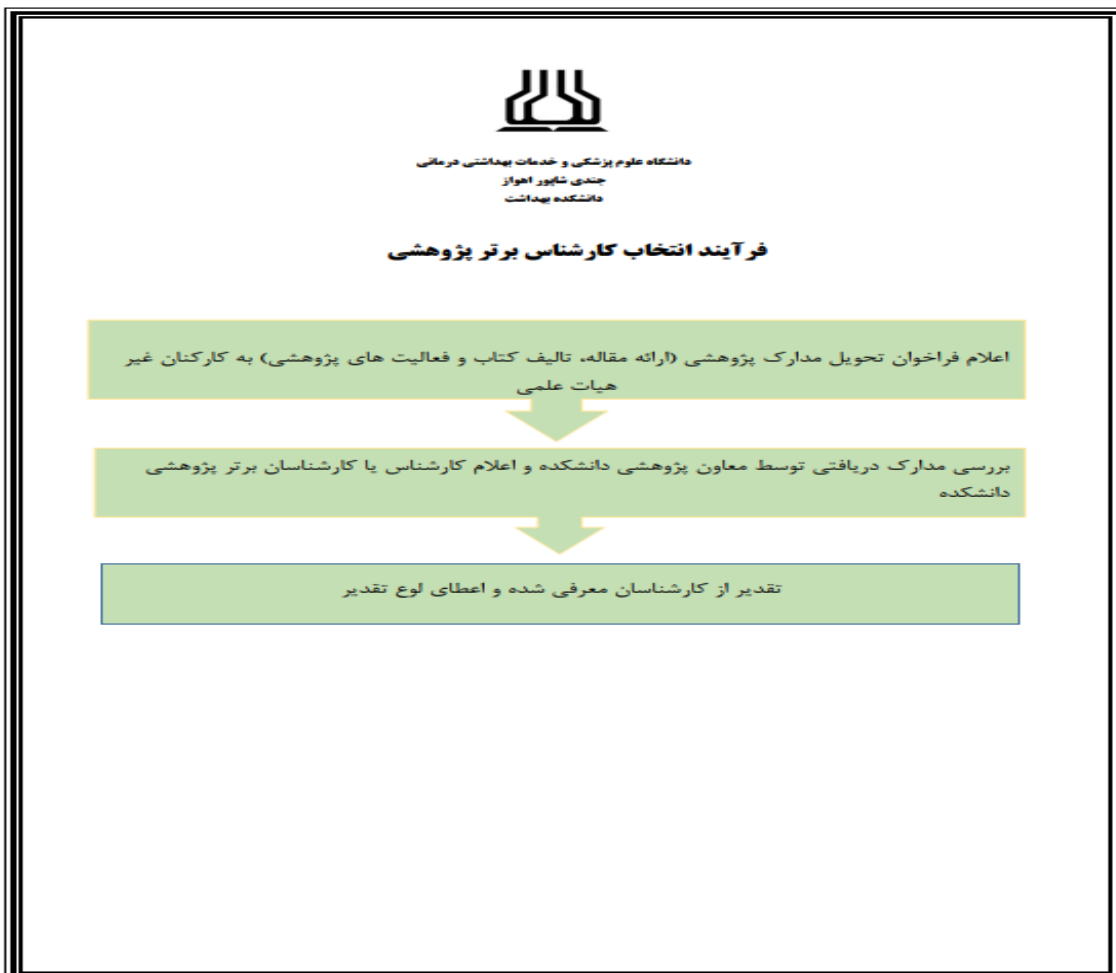 دانشگاه علوم پزشکی و خدمات بهداشتی درمانی
جندی شاپور اهواز
دانشکده بهداشت
فرآیند انتخاب کارشناس برتر پژوهشی
اعلام فراخوان تحویل مدارک پژوهشی (ارائه مقاله، تالیف کتاب و فعالیت های پژوهشی) به کارکنان غیر
هیات علمی
بررسی مدارک دریافتی توسط معاون پژوهشی دانشکده و اعلام کارشناس یا کارشناسان برتر پژوهشی
دانشکده
تقدیر از کارشناسان معرفی شده و اعطای لوع تقدیر